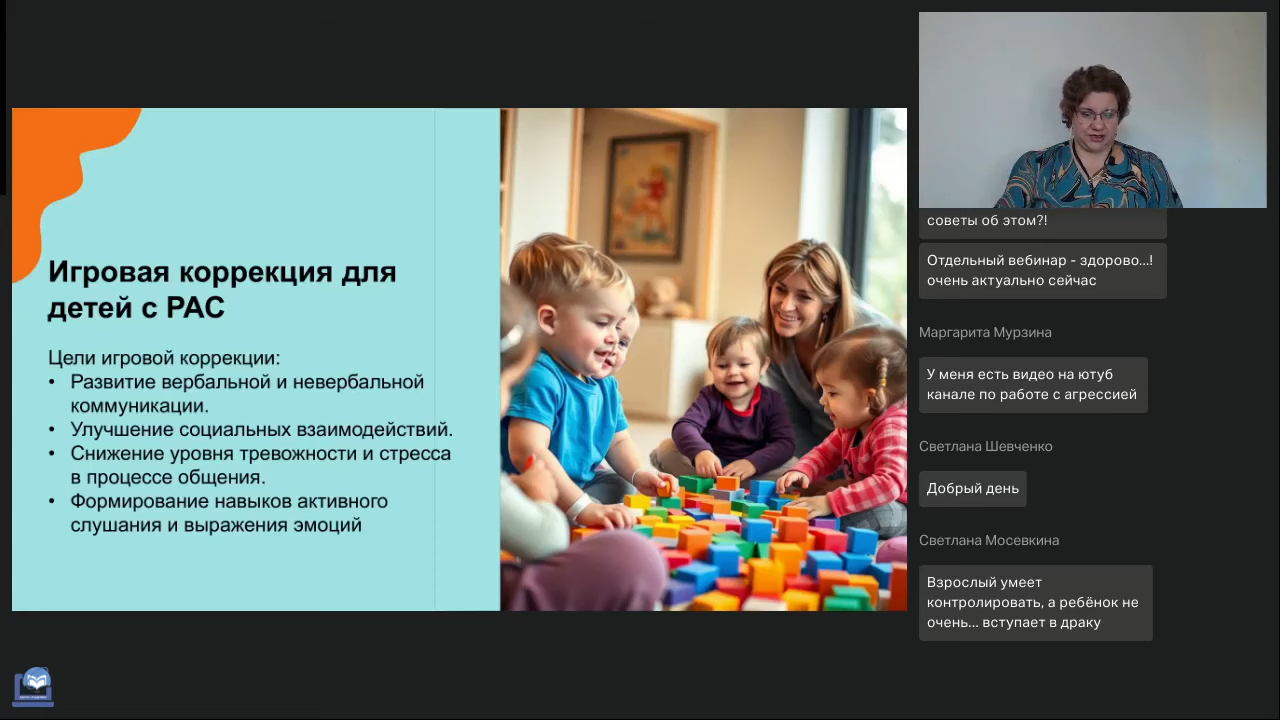 Игровая коррекция для
детей с РАС
Цели игровой коррекции:
• Развитие вербальной и невербальной
коммуникации.
• Улучшение социальных взаимодействий.
• Снижение уровня тревожности и стресса
в процессе общения.
• Формирование навыков активного
слушания и выражения эмоций
советы об этом?!
Отдельный вебинар - здорово...!
очень актуально сейчас
Маргарита Мурзина
У меня есть видео на ютуб
канале по работе с агрессией
Светлана Шевченко
Добрый день
Светлана Мосевкина
Взрослый умеет
контролировать, а ребёнок не
очень... вступает в драку